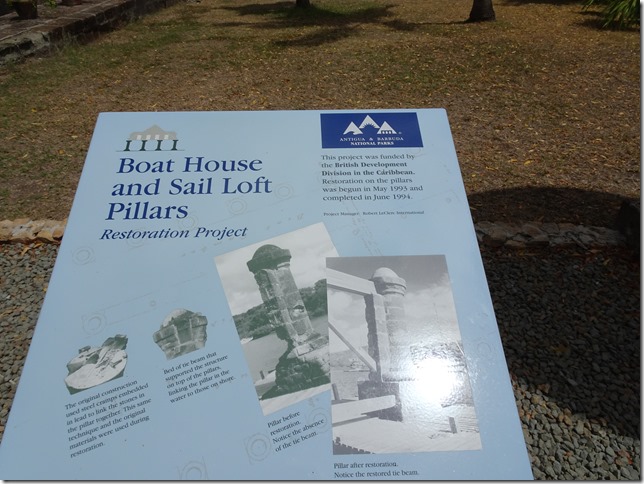 ANTIGUA & BARBUDA
NATIONAL PARKS
Boat House
and Sail Loft
Pillars
Restoration Project
This project was funded by
the British Development
Division in the Caribbean.
Restoration on the pillars
was begun in May 1993 and
completed in June 1994.
Project Manager: Robert International
The original construction
used steel cramps embedded
in lead to link the stones in
the pillar together. This same
technique and the original
materials were used during
restoration.
Bed of tie beam that
supported the structure
on top of the pillars,
linking the pillar in the
water to those on shore.
Pillar before
restoration.
Notice the absence
of the tie beam.
Pillar after restoration.
Notice the restored tie beam.